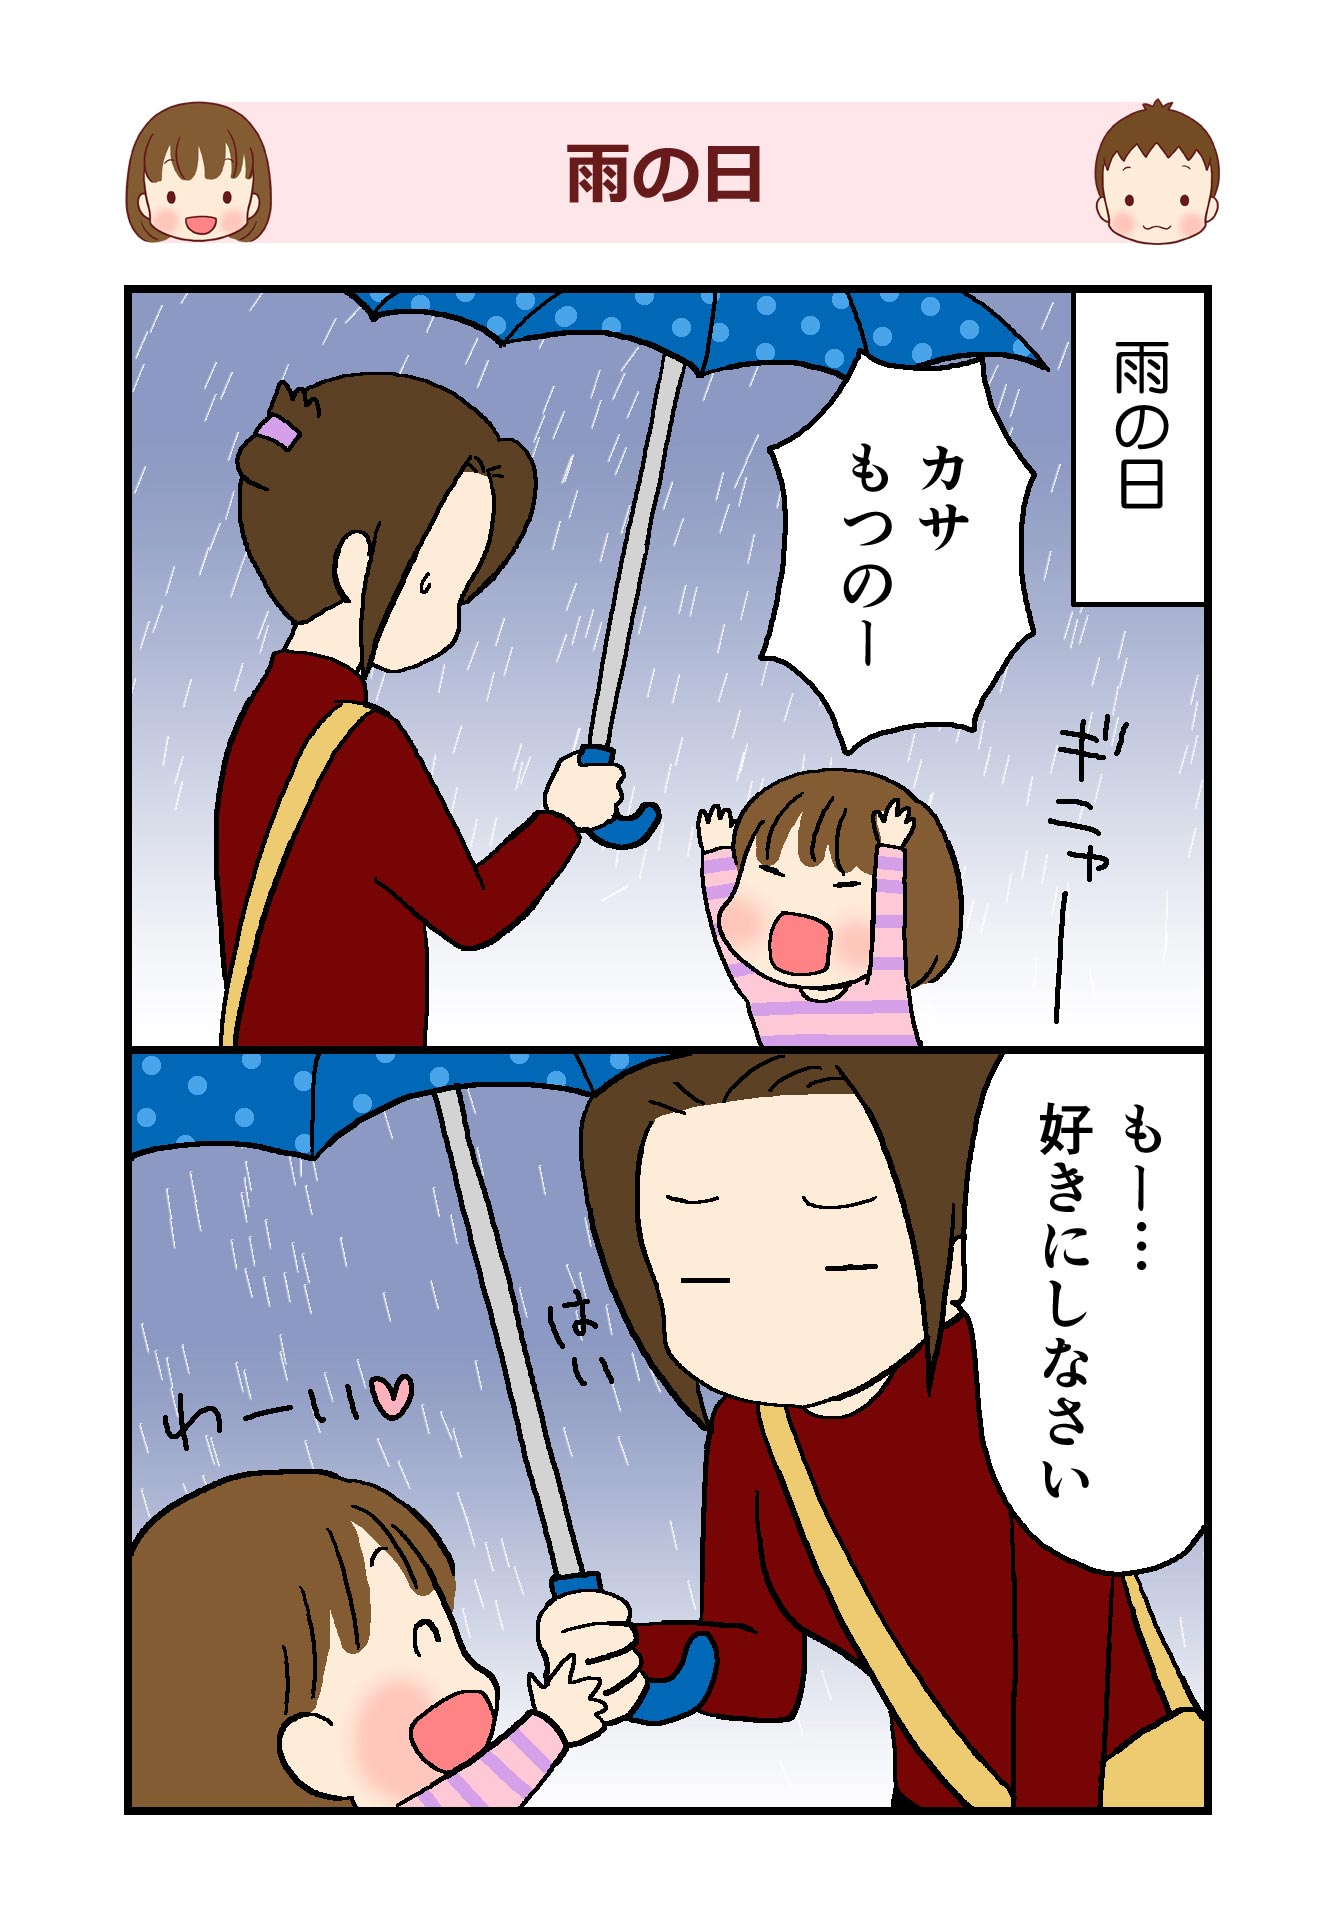 雨の日
雨の日
カサ
もつのー
ギニャー
もー…
好きにしなさい
はい
わーい♥